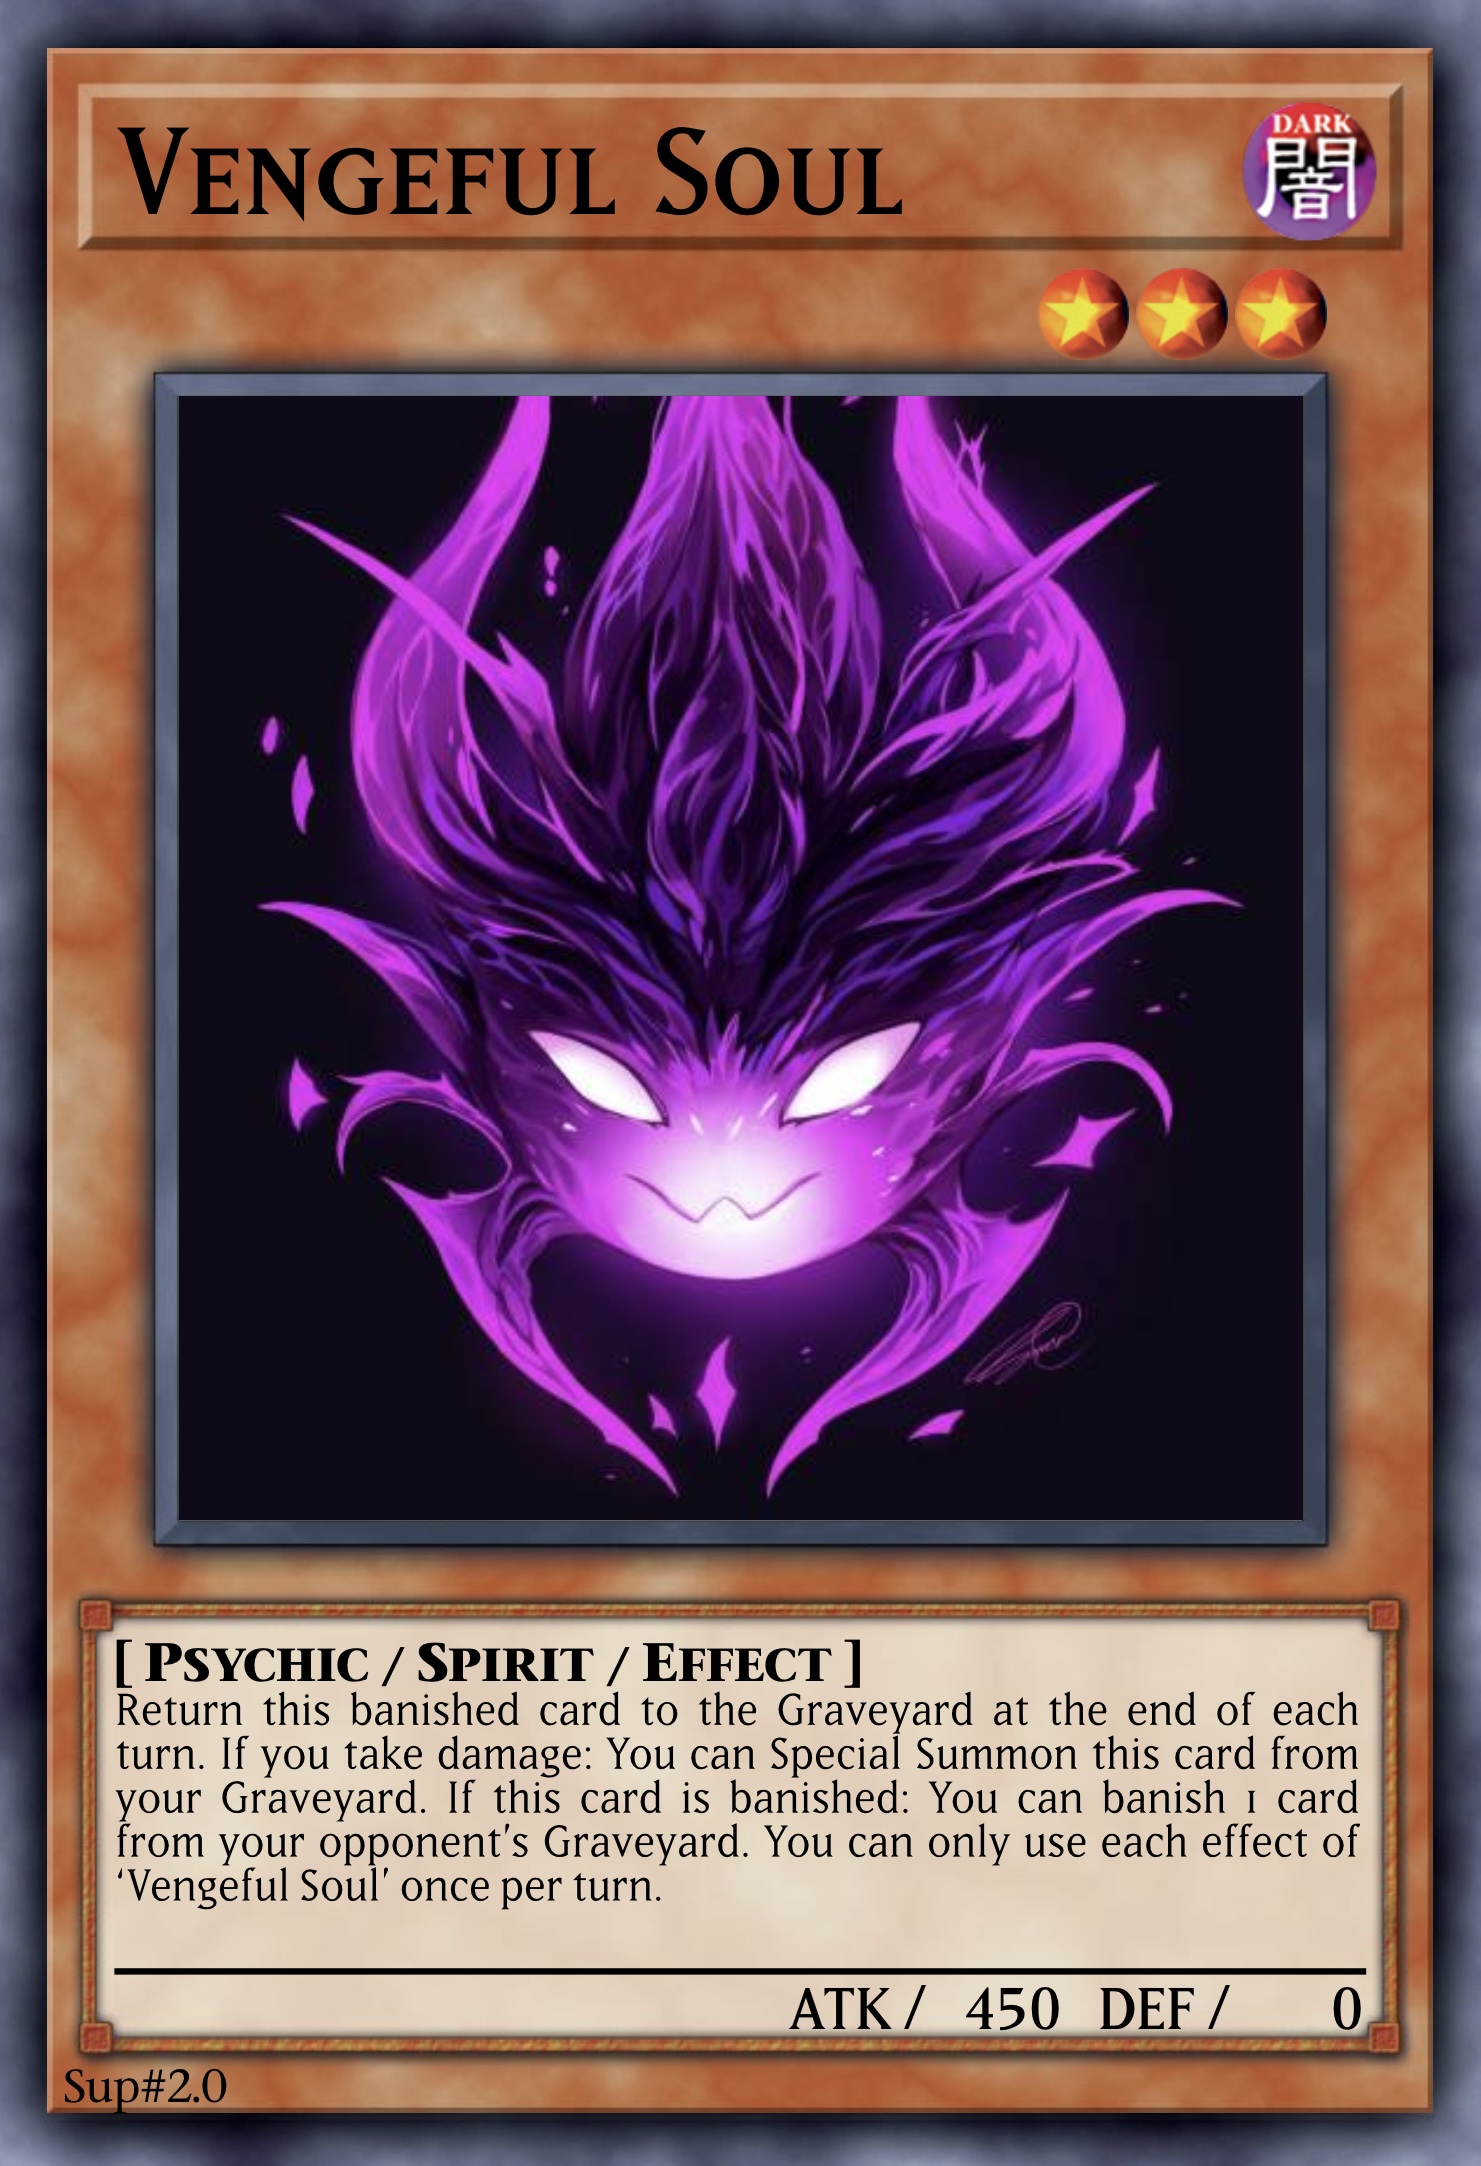 Vengeful Soul
DARK
闇
[ Psychic / Spirit / Effect ]
Return this banished card to the Graveyard at the end of each
turn. If you take damage: You can Special Summon this card from
your Graveyard. If this card is banished: You can banish 1 card
from your opponent's Graveyard. You can only use each effect of
‘Vengeful Soul' once per turn.
ATK / 450 DEF / 0
Sup#2.0